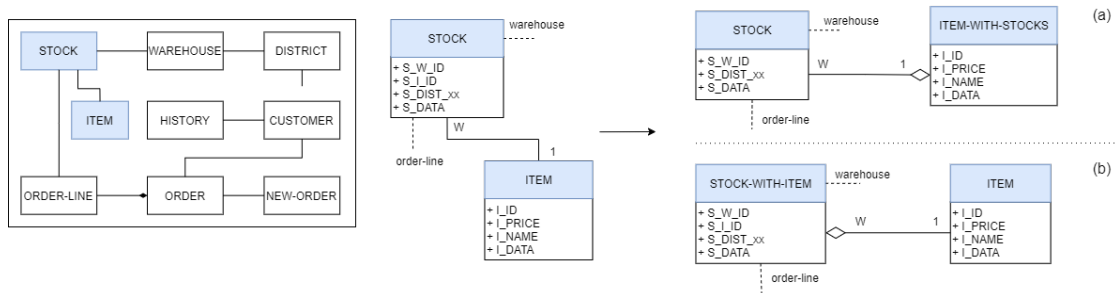 STOCK
WAREHOUSE
DISTRICT
ITEM
HISTORY
CUSTOMER
ORDER-LINE
ORDER
NEW-ORDER
warehouse
STOCK
+ S_W_ID
+ S_I_ID
+ S_DIST_xx
+ S_DATA
W
order-line
1
ITEM
+ I_ID
+ I_PRICE
+ I_NAME
+ I_DATA
(a)
warehouse
STOCK
+ S_W_ID
+ S_DIST_xx
+ S_DATA
W
1
order-line
ITEM-WITH-STOCKS
+ I_ID
+ I_PRICE
+ I_NAME
+ I_DATA
(b)
warehouse
STOCK-WITH-ITEM
+ S_W_ID
+ S_I_ID
+ S_DIST_xx
+ S_DATA
W
1
order-line
ITEM
+ I_ID
+ I_PRICE
+ I_NAME
+ I_DATA